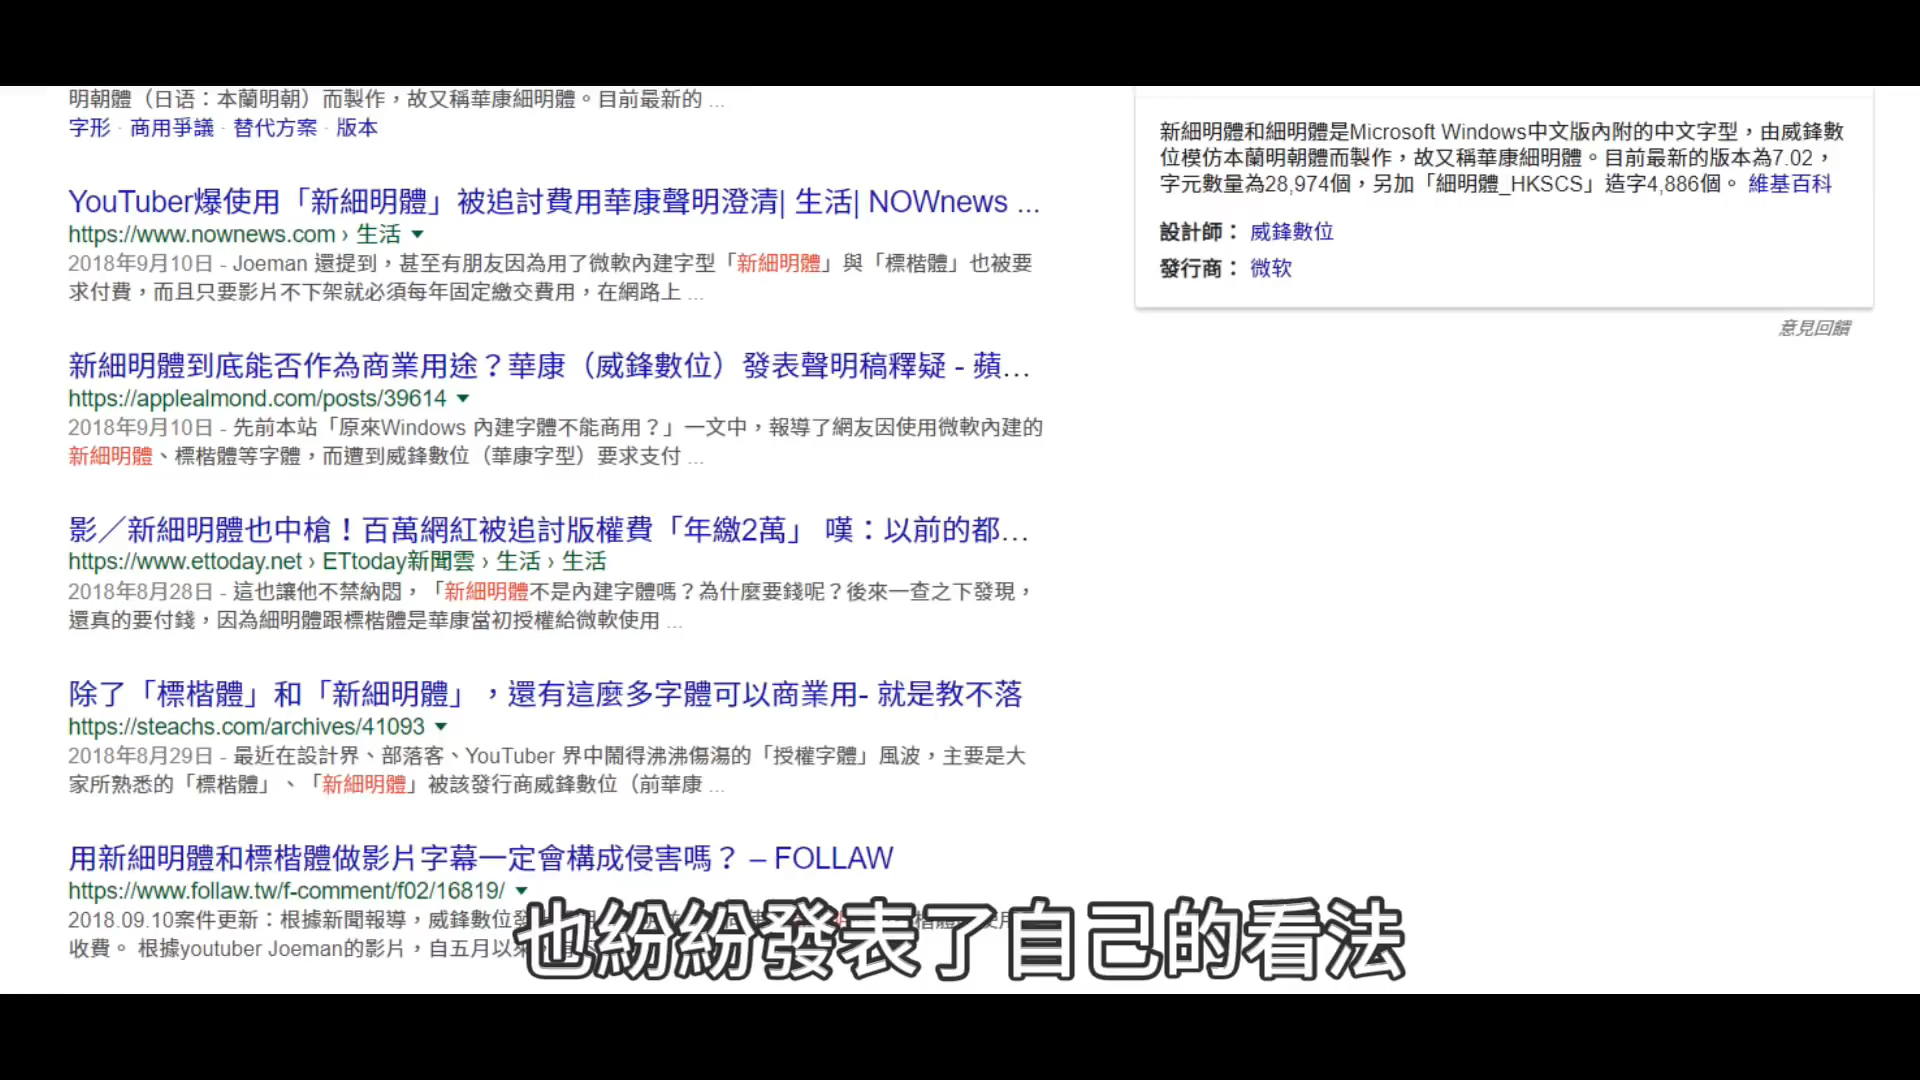 明朝體（日语：本蘭明朝）而製作，故又稱華康細明體。目前最新的 ...
字形 - 商用爭議 - 替代方案 - 版本
YouTuber爆使用「新細明體」被追討費用華康聲明澄清| 生活| NOWnews ...
https://www.nownews.com › 生活
2018年9月10日 - Joeman 還提到，甚至有朋友因為用了微軟內建字型「新細明體」與「標楷體」也被要
求付費，而且只要影片不下架就必須每年固定繳交費用，在網路上 ...
新細明體到底能否作為商業用途？華康（威鋒數位）發表聲明稿釋疑 - 蘋...
https://applealmond.com/posts/39614
2018年9月10日 - 先前本站「原來Windows 內建字體不能商用？」一文中，報導了網友因使用微軟內建的
新細明體、標楷體等字體，而遭到威鋒數位（華康字型）要求支付 ...
影／新細明體也中槍！百萬網紅被追討版權費「年繳2萬」 嘆：以前的都...
https://www.ettoday.net › ETtoday新聞雲 › 生活 › 生活
2018年8月28日 - 這也讓他不禁納悶，「新細明體不是內建字體嗎？為什麼要錢呢？後來一查之下發現，
還真的要付錢，因為細明體跟標楷體是華康當初授權給微軟使用 ...
除了「標楷體」和「新細明體」，還有這麼多字體可以商業用- 就是教不落
https://steachs.com/archives/41093
2018年8月29日 - 最近在設計界、部落客、YouTuber 界中鬧得沸沸傷滬的「授權字體」風波，主要是大
家所熟悉的「標楷體」、「新細明體」被該發行商威鋒數位（前華康 ...
用新細明體和標楷體做影片字幕一定會構成侵害嗎？ – FOLLAW
https://www.follaw.tw/f-comment/f02/16819/
2018.09.10案件更新：根據新聞報導，威鋒數位
收費。 根據youtuber Joeman的影片，自五月以
也紛紛發表了自己的看法
新細明體和細明體是Microsoft Windows中文版內附的中文字型，由威鋒數
位模仿本蘭明朝體而製作，故又稱華康細明體。目前最新的版本為7.02，
字元數量為28,974個，另加「細明體_HKSCS」造字4,886個。 維基百科
設計師： 威鋒數位
發行商： 微软
意見回饋